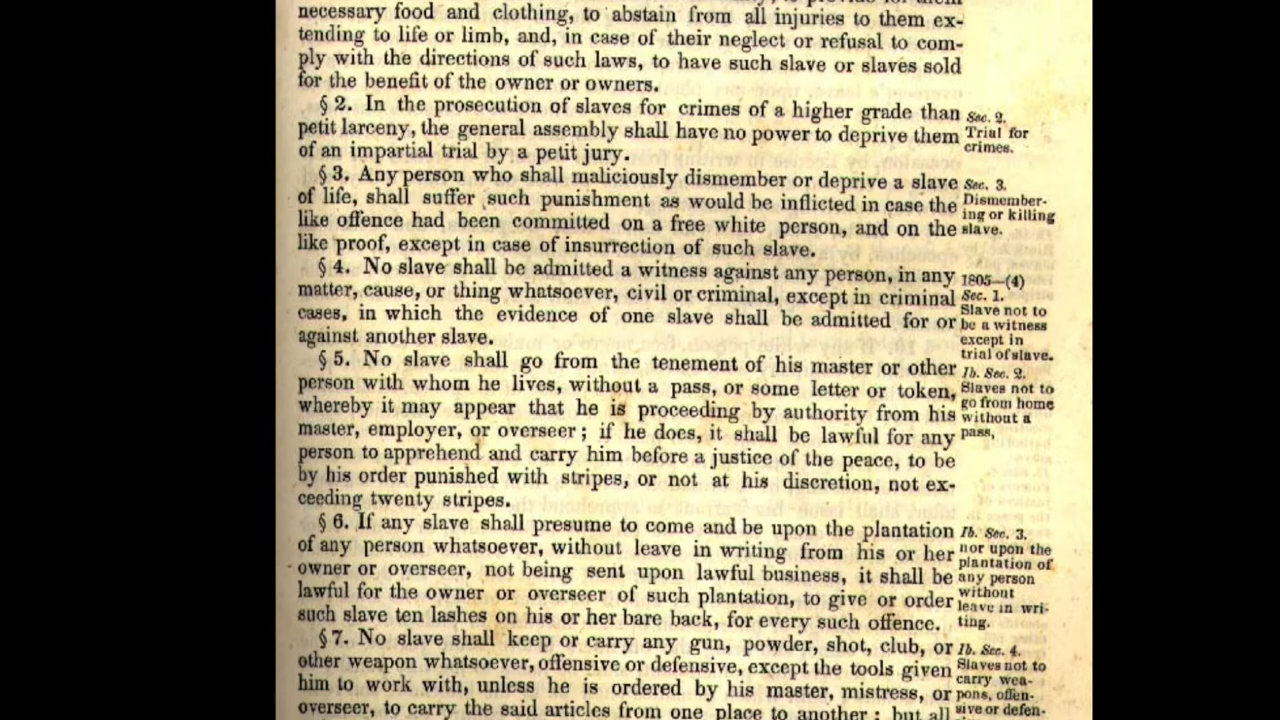 necessary food and clothing, to abstain from all injuries to them ex-
tending to life or limb, and, in case of their neglect or refusal to com-
ply with the directions of such laws, to have such slave or slaves sold
for the benefit of the owner or owners.
§ 2. In the prosecution of slaves for crimes of a higher grade than
petit larceny, the general assembly shall have no power to deprive them
of an impartial trial by a petit jury.
Sec. 2.
Trial for
crimes.
§ 3. Any person who shall maliciously dismember or deprive a slave
of life, shall suffer such punishment as would be inflicted in case the
like offence had been committed on a free white person, and on the
like proof, except in case of insurrection of such slave.
Sec. 3.
Dismember-
ing or killing
slave.
§ 4. No slave shall be admitted a witness against any person, in any
matter, cause, or thing whatsoever, civil or criminal, except in criminal
cases, in which the evidence of one slave shall be admitted for or
against another slave.
1805—(4)
Sec. 1.
Slave not to
be a witness
except in
trial of slave.
§ 5. No slave shall go from the tenement of his master or other
person with whom he lives, without a pass, or some letter or token,
whereby it may appear that he is proceeding by authority from his
master, employer, or overseer; if he does, it shall be lawful for any
person to apprehend and carry him before a justice of the peace, to be
by his order punished with stripes, or not at his discretion, not ex-
ceeding twenty stripes.
Ib. Sec. 2.
Slaves not to
go from home
without a
pass,
§ 6. If any slave shall presume to come and be upon the plantation
of any person whatsoever, without leave in writing from his or her
owner or overseer, not being sent upon lawful business, it shall be
lawful for the owner or overseer of such plantation, to give or order
such slave ten lashes on his or her bare back, for every such offence.
Ib. Sec. 3.
nor upon the
plantation of
any person
without
leave in wri-
ting.
§ 7. No slave shall keep or carry any gun, powder, shot, club, or
other weapon whatsoever, offensive or defensive, except the tools given
him to work with, unless he is ordered by his master, mistress, or
overseer, to carry the said articles from one place to another; but all
Ib. Sec. 4.
Slaves not to
carry wea-
pons, offen-
sive or defen-